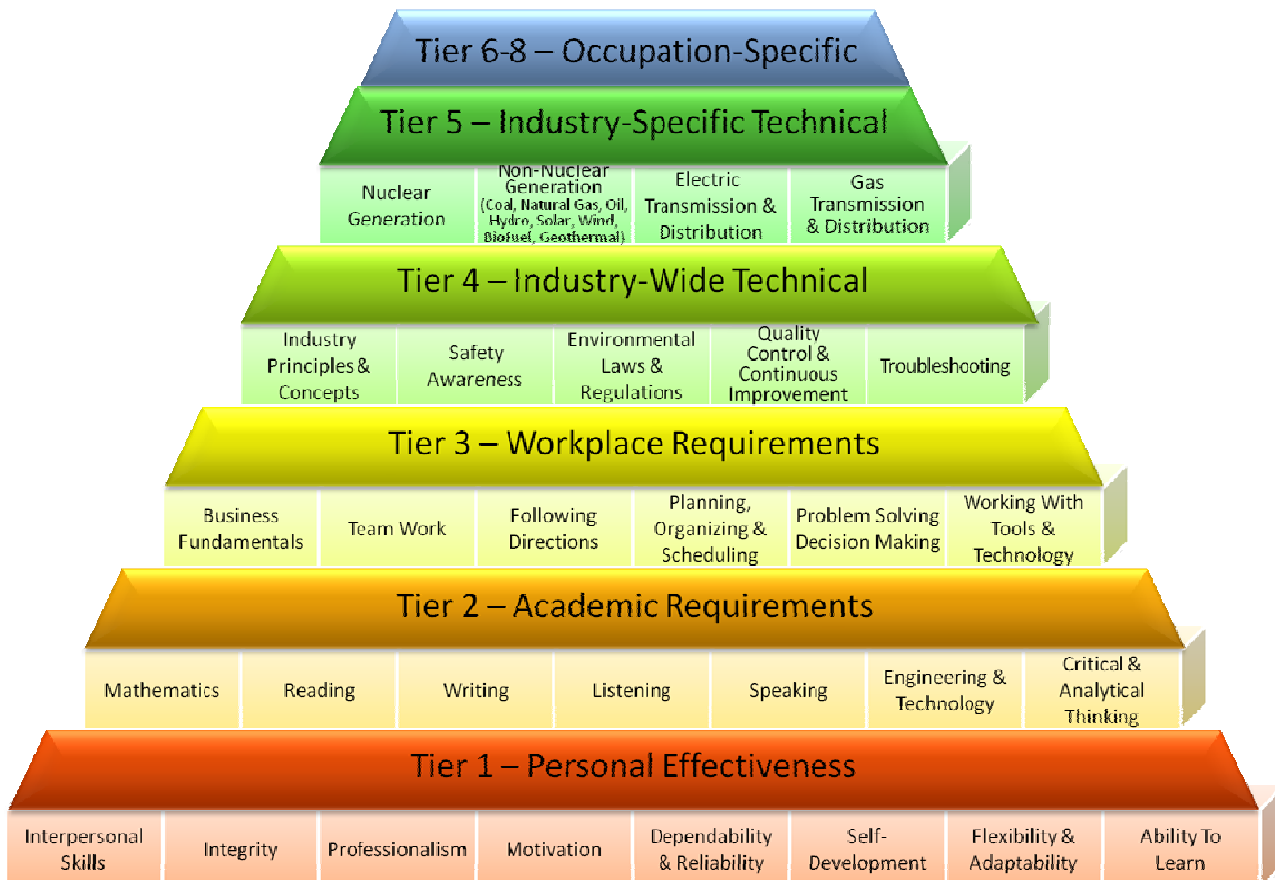 Tier 6-8 – Occupation-Specific
Tier 5 – Industry-Specific Technical
Nuclear
Generation
Non-Nuclear
Generation
(Coal, Natural Gas, Oil,
Hydro, Solar, Wind,
Biofuel, Geothermal)
Electric
Transmission &
Distribution
Gas
Transmission
& Distribution
Tier 4 – Industry-Wide Technical
Industry
Principles &
Concepts
Safety
Awareness
Environmental
Laws &
Regulations
Quality
Control &
Continuous
Improvement
Troubleshooting
Tier 3 – Workplace Requirements
Business
Fundamentals
Team Work
Following
Directions
Planning,
Organizing &
Scheduling
Problem Solving
Decision Making
Working With
Tools &
Technology
Tier 2 – Academic Requirements
Mathematics
Reading
Writing
Listening
Speaking
Engineering &
Technology
Critical &
Analytical
Thinking
Tier 1 – Personal Effectiveness
Interpersonal
Skills
Integrity
Professionalism
Motivation
Dependability
& Reliability
Self-
Development
Flexibility &
Adaptability
Ability To
Learn